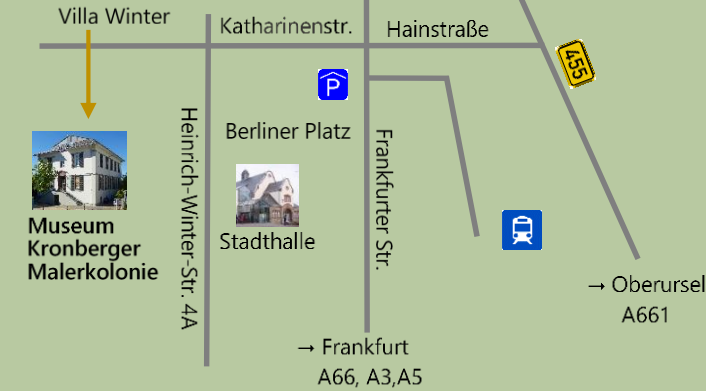 Villa Winter
Katharinenstr.
Hainstraße
455
P
Berliner Platz
Heinrich-Winter-Str. 4A
Frankfurter Str.
Stadthalle
Museum
Kronberger
Malerkolonie
→ Oberursel
A661
→ Frankfurt
A66, A3,A5